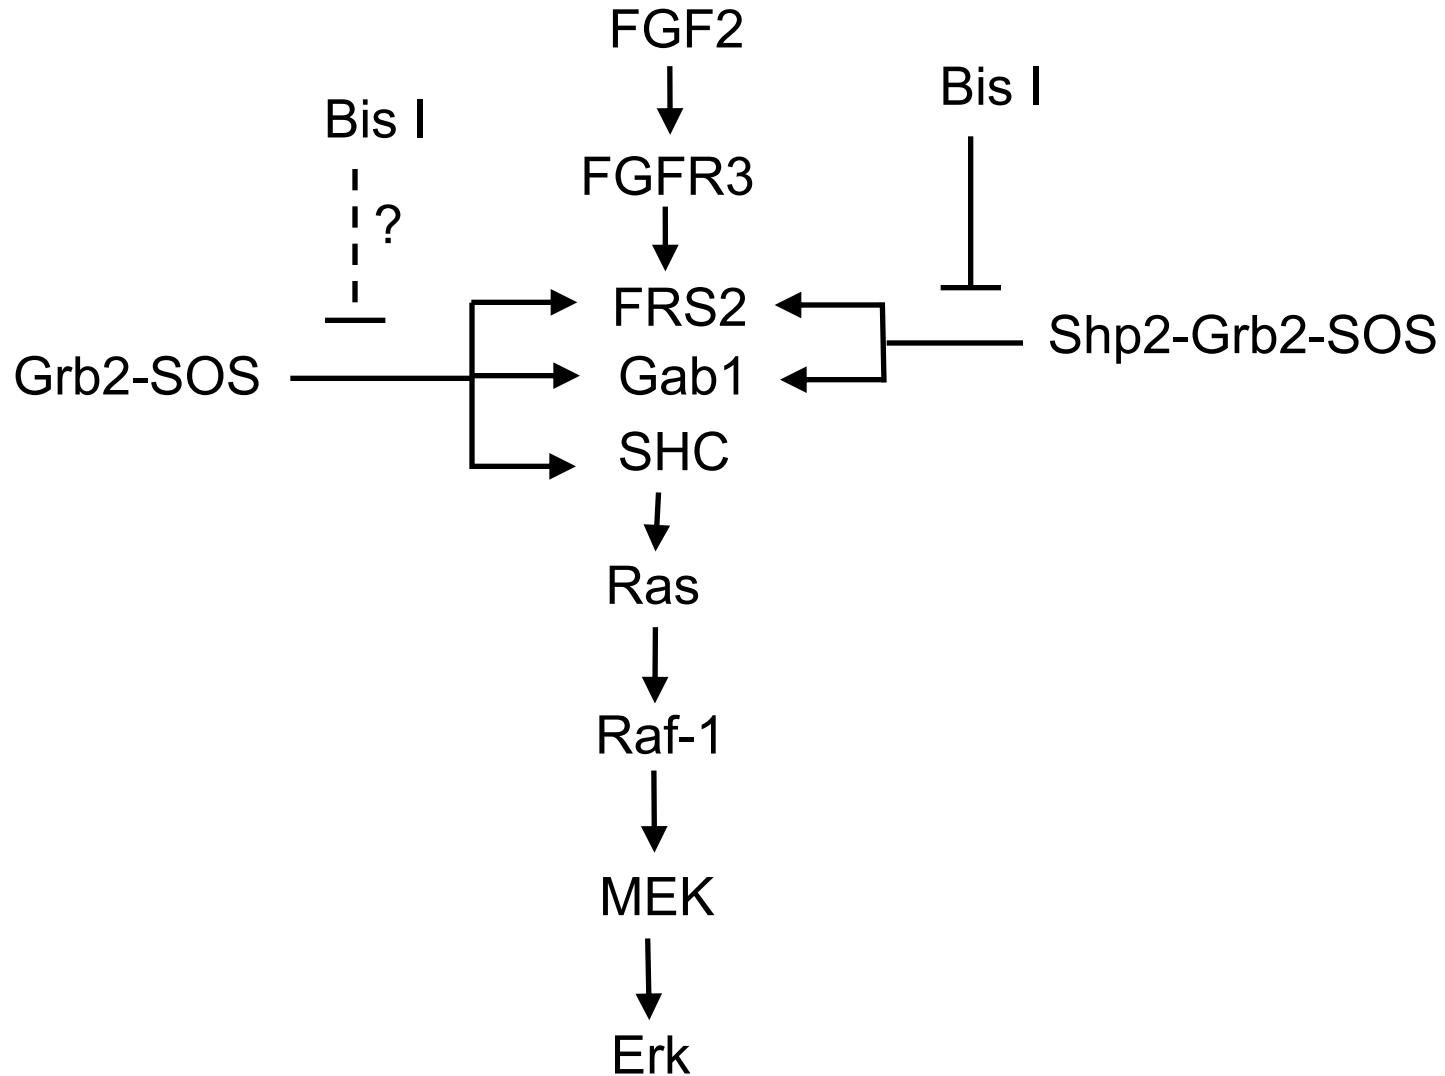 FGF2
Bis I
Bis I
FGFR3
?
FRS2
Shp2-Grb2-SOS
Grb2-SOS
Gab1
SHC
Ras
Raf-1
MEK
Erk